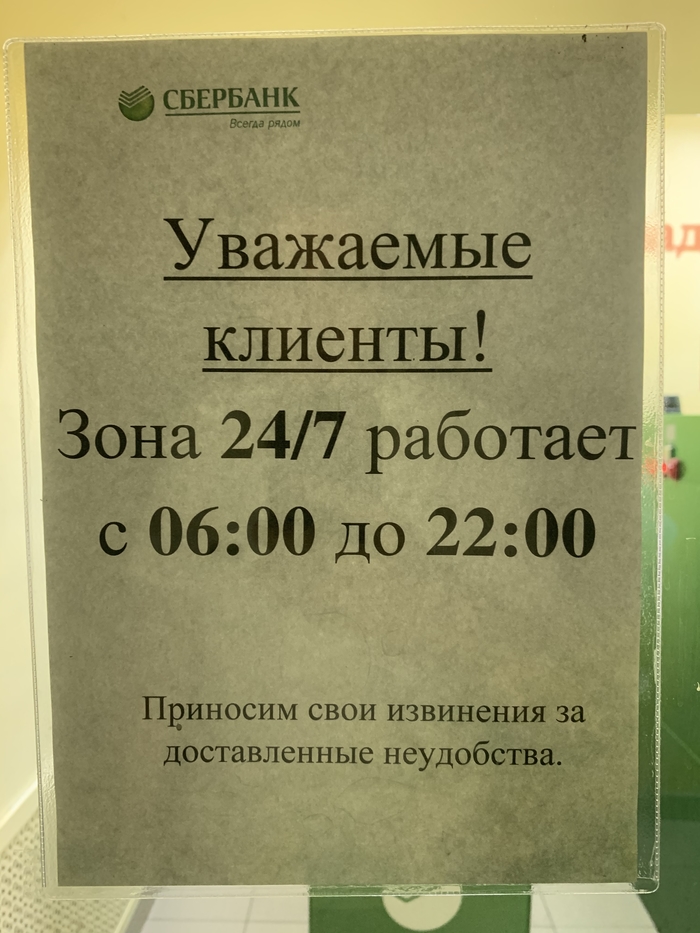 СБЕРБАНК
Всегда рядом
Уважаемые
клиенты!
Зона 24/7 работает
с 06:00 до 22:00
Приносим свои извинения за
доставленные неудобства.